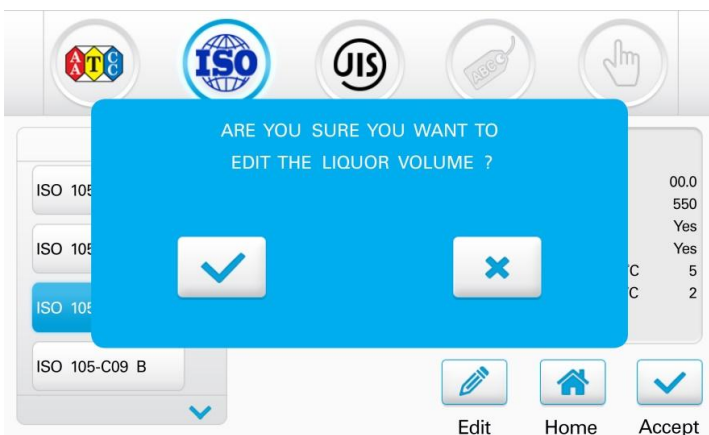 AATCC
ISO
JIS
ABC
ARE YOU SURE YOU WANT TO
EDIT THE LIQUOR VOLUME ?
ISO 105
ISO 105
ISO 105
ISO 105-C09 B
00.0
550
Yes
Yes
°C 5
°C 2
Edit
Home
Accept